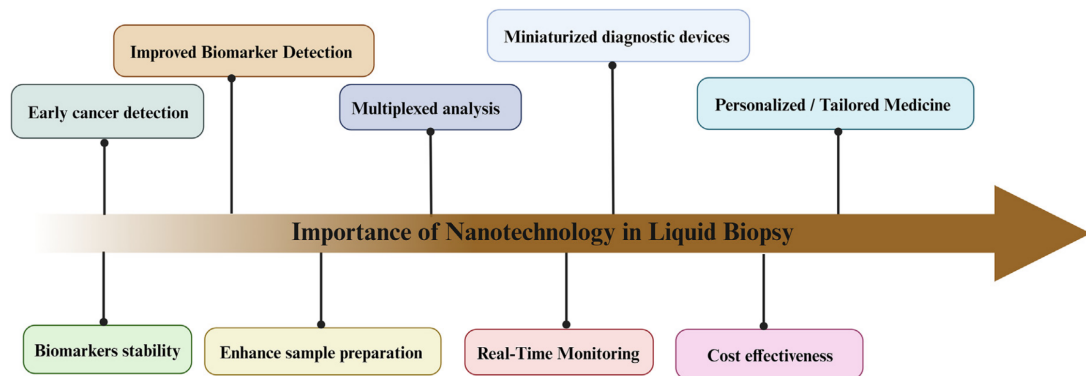 Miniaturized diagnostic devices
Improved Biomarker Detection
Early cancer detection
Multiplexed analysis
Personalized / Tailored Medicine
Importance of Nanotechnology in Liquid Biopsy
Biomarkers stability
Enhance sample preparation
Real-Time Monitoring
Cost effectiveness